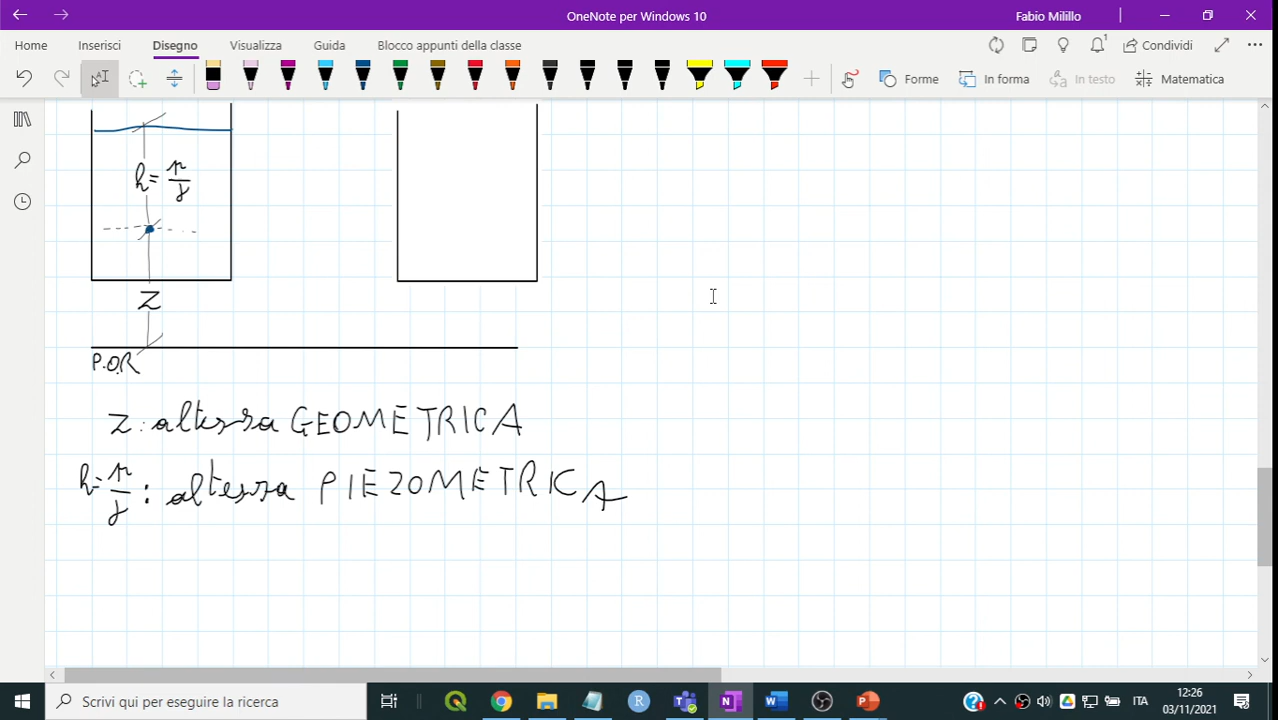 OneNote per Windows 10
Fabio Milillo
Home Inserisci Disegno Visualizza Guida Blocco appunti della classe Condividi
Forme In forma In testo Matematica
h= p/γ
z
P.O.R
z: altezza GEOMETRICA
h= p/γ : altezza PIEZOMETRICA
Scrivi qui per eseguire la ricerca
ITA
12:26
03/11/2021